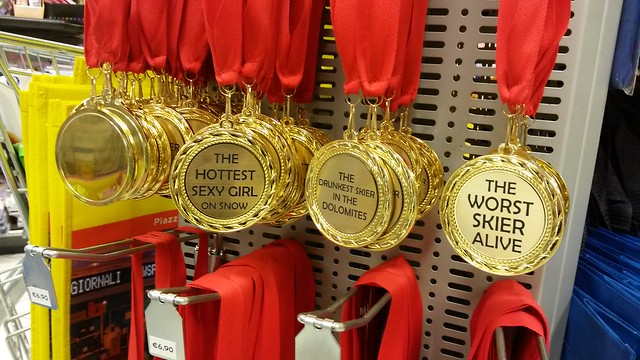 THE
HOTTEST
SEXY GIRL
ON SNOW
THE
DRUNKEST SKIER
IN THE
DOLOMITES
THE
WORST
SKIER
ALIVE
Piazz
GIORNALI
€6,90
€6,90